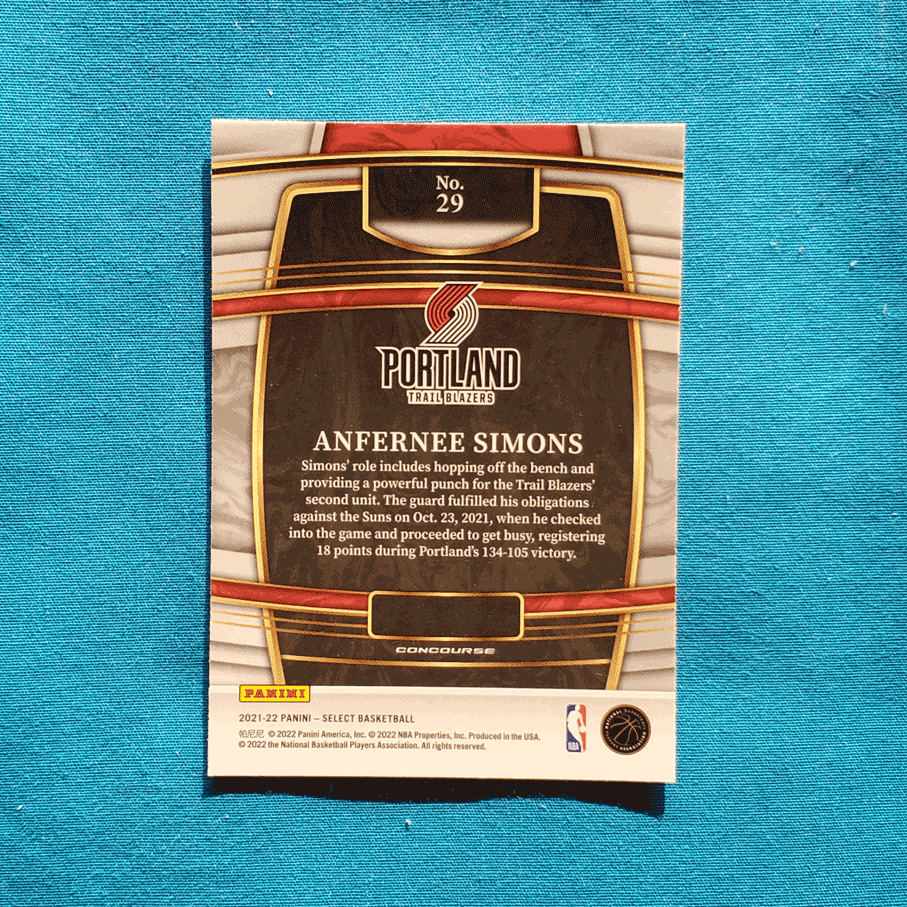 No.
29
PORTLAND
TRAIL BLAZERS
ANFERNEE SIMONS
Simons' role includes hopping off the bench and
providing a powerful punch for the Trail Blazers'
second unit. The guard fulfilled his obligations
against the Suns on Oct. 23, 2021, when he checked
into the game and proceeded to get busy, registering
18 points during Portland's 134-105 victory.
CONCOURSE
PANINI
2021-22 PANINI – SELECT BASKETBALL
帕尼尼 © 2022 Panini America, Inc. © 2022 NBA Properties, Inc. Produced in the USA.
© 2022 the National Basketball Players Association. All rights reserved.
NBA